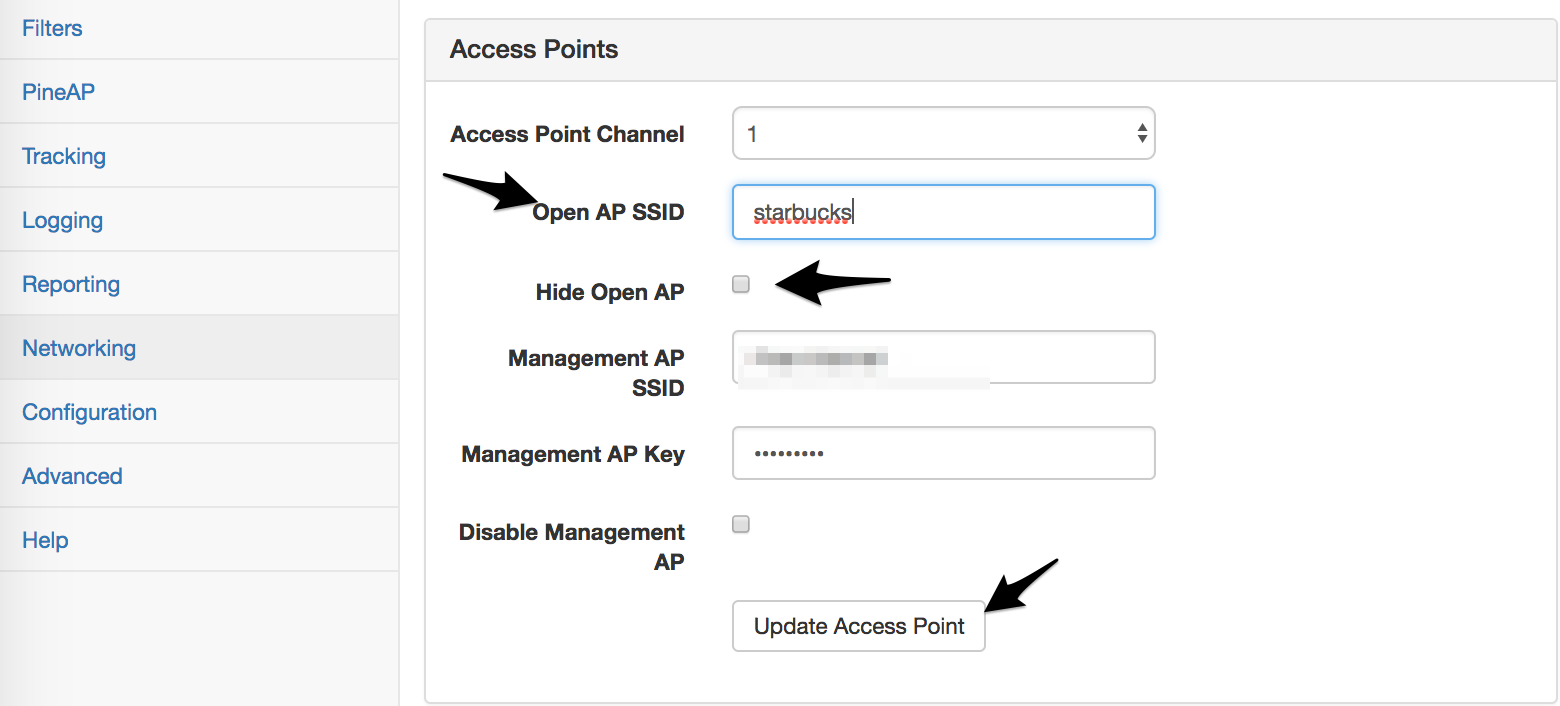 Filters
PineAP
Tracking
Logging
Reporting
Networking
Configuration
Advanced
Help
Access Points
Access Point Channel
1
Open AP SSID
starbucks
Hide Open AP
Management AP
SSID
Management AP Key
•••••••••
Disable Management
AP
Update Access Point